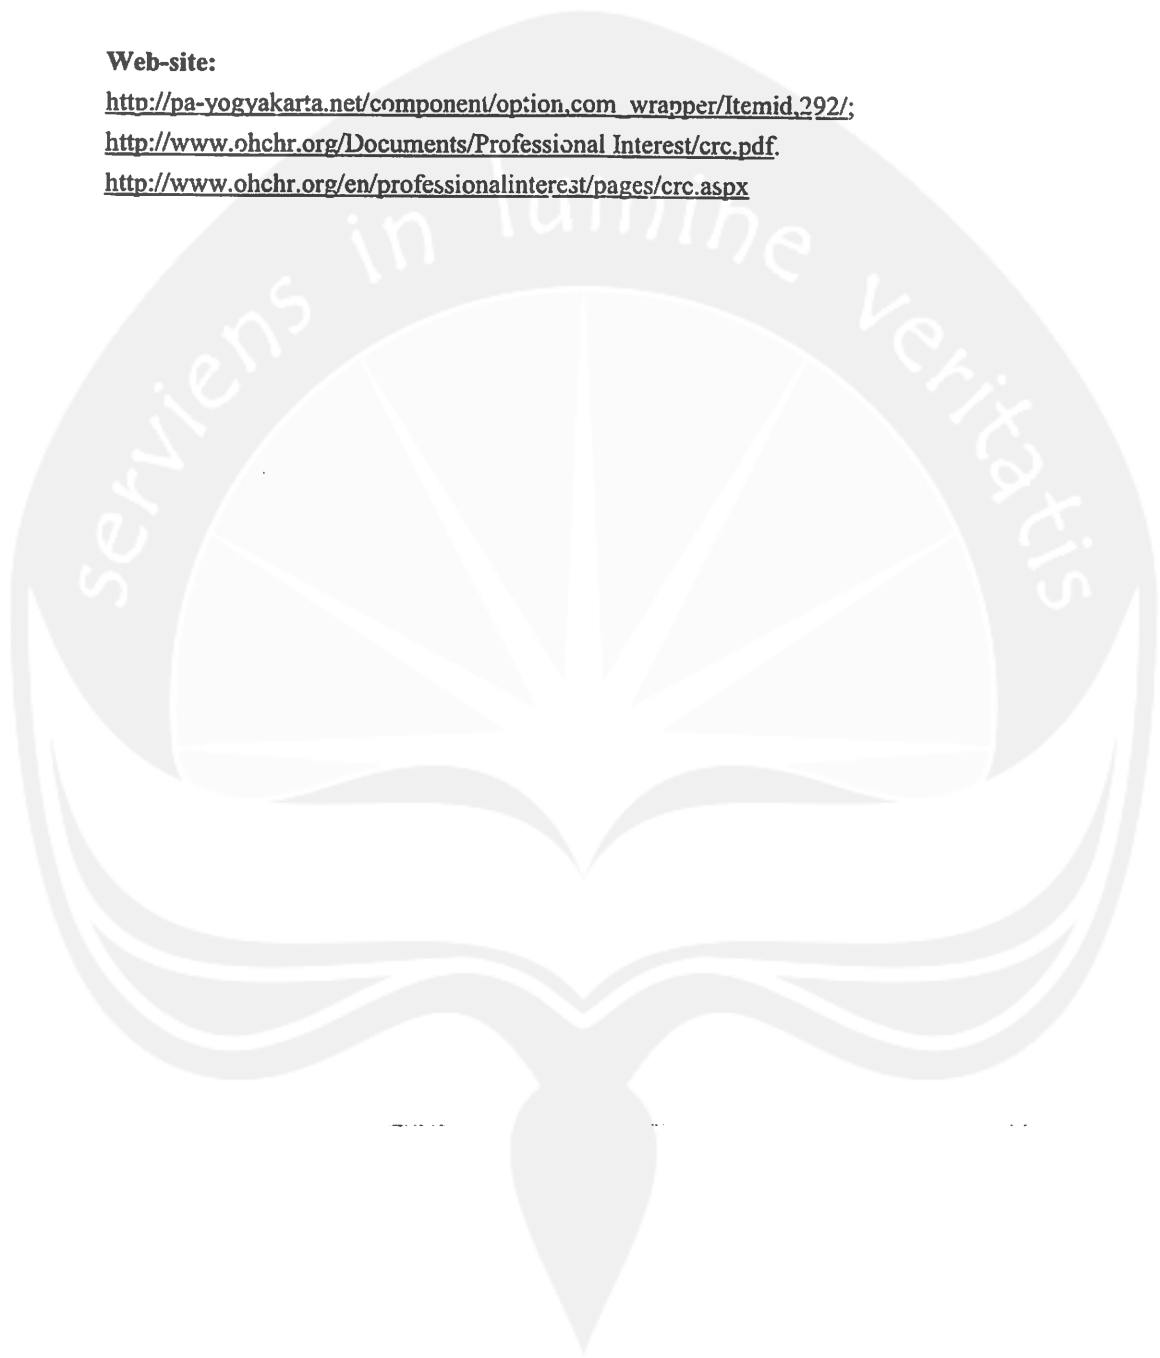 Web-site:
http://pa-yogyakarta.net/component/option,com_wrapper/Itemid,292/;
http://www.ohchr.org/Documents/Professional Interest/crc.pdf.
http://www.ohchr.org/en/professionalinterest/pages/crc.aspx
serviens in lumine veritatis